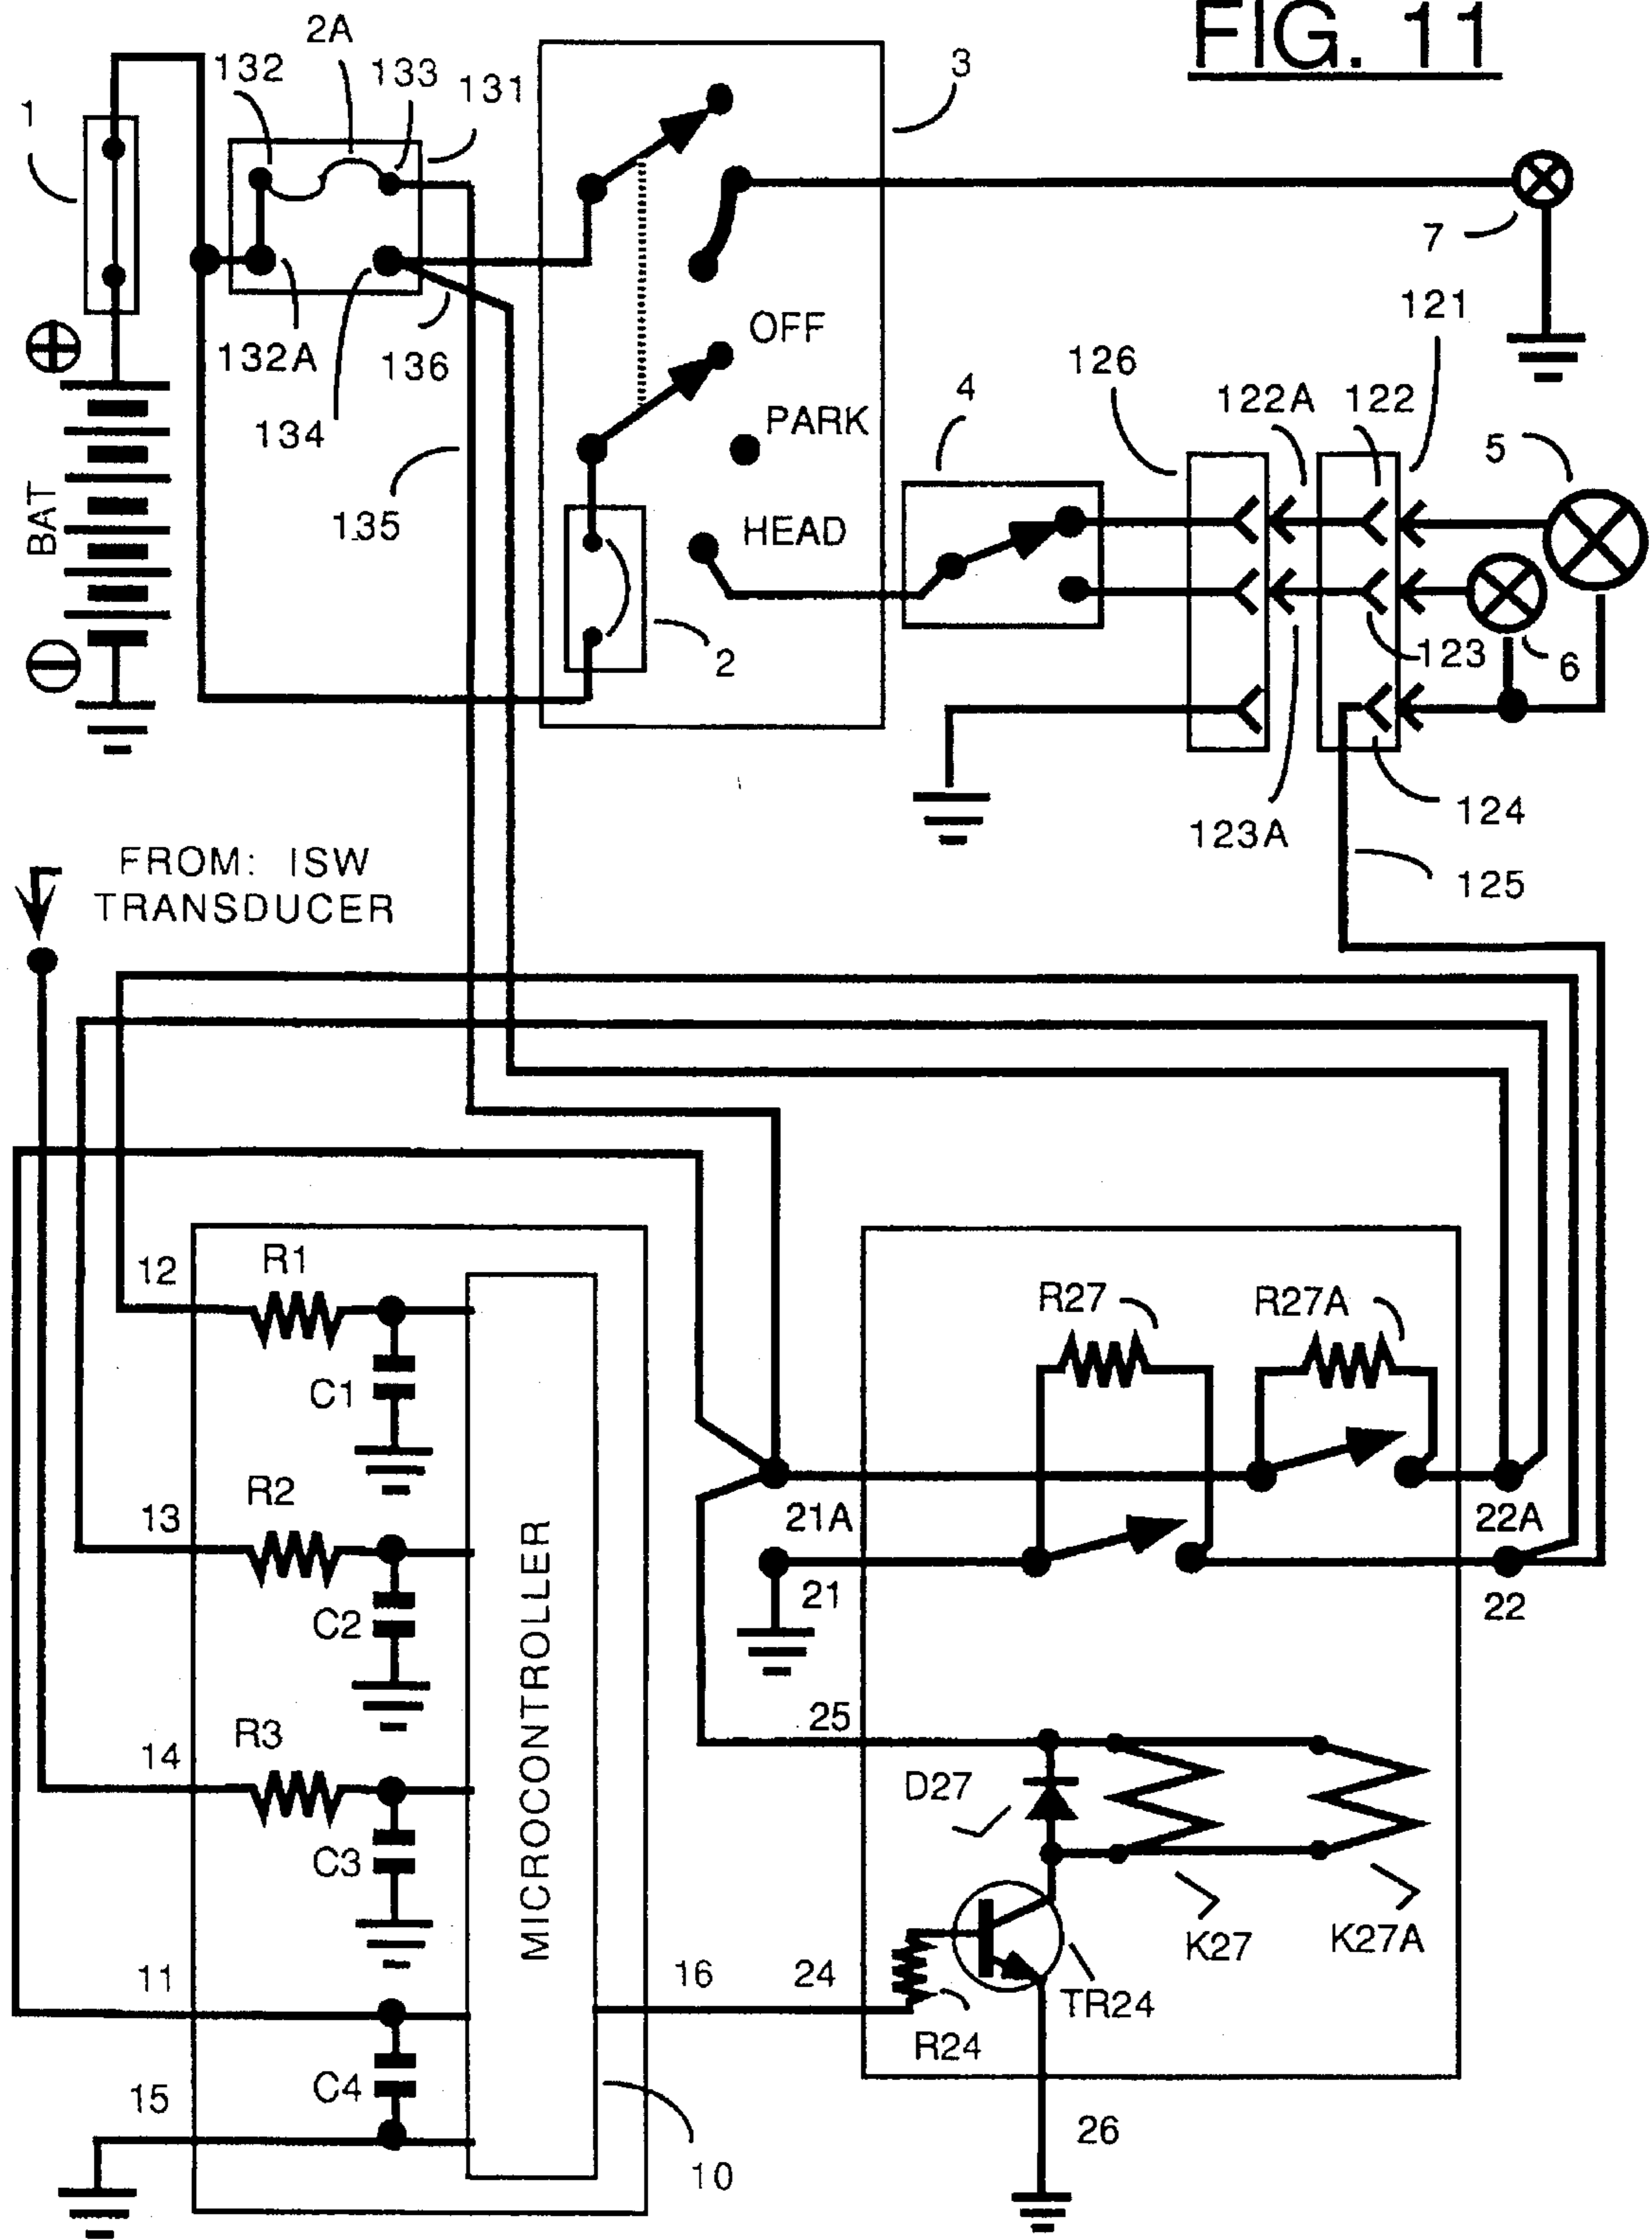 FIG. 11
2A
132
133
131
3
1
7
132A
136
OFF
121
134
126
4
122A
122
PARK
5
BAT
135
HEAD
2
123
6
124
123A
125
FROM: ISW
TRANSDUCER
12
R1
R27
R27A
C1
R2
13
21A
22A
21
22
C2
MICROCONTROLLER
25
R3
14
D27
C3
K27
K27A
11
16
24
TR24
R24
C4
15
26
10